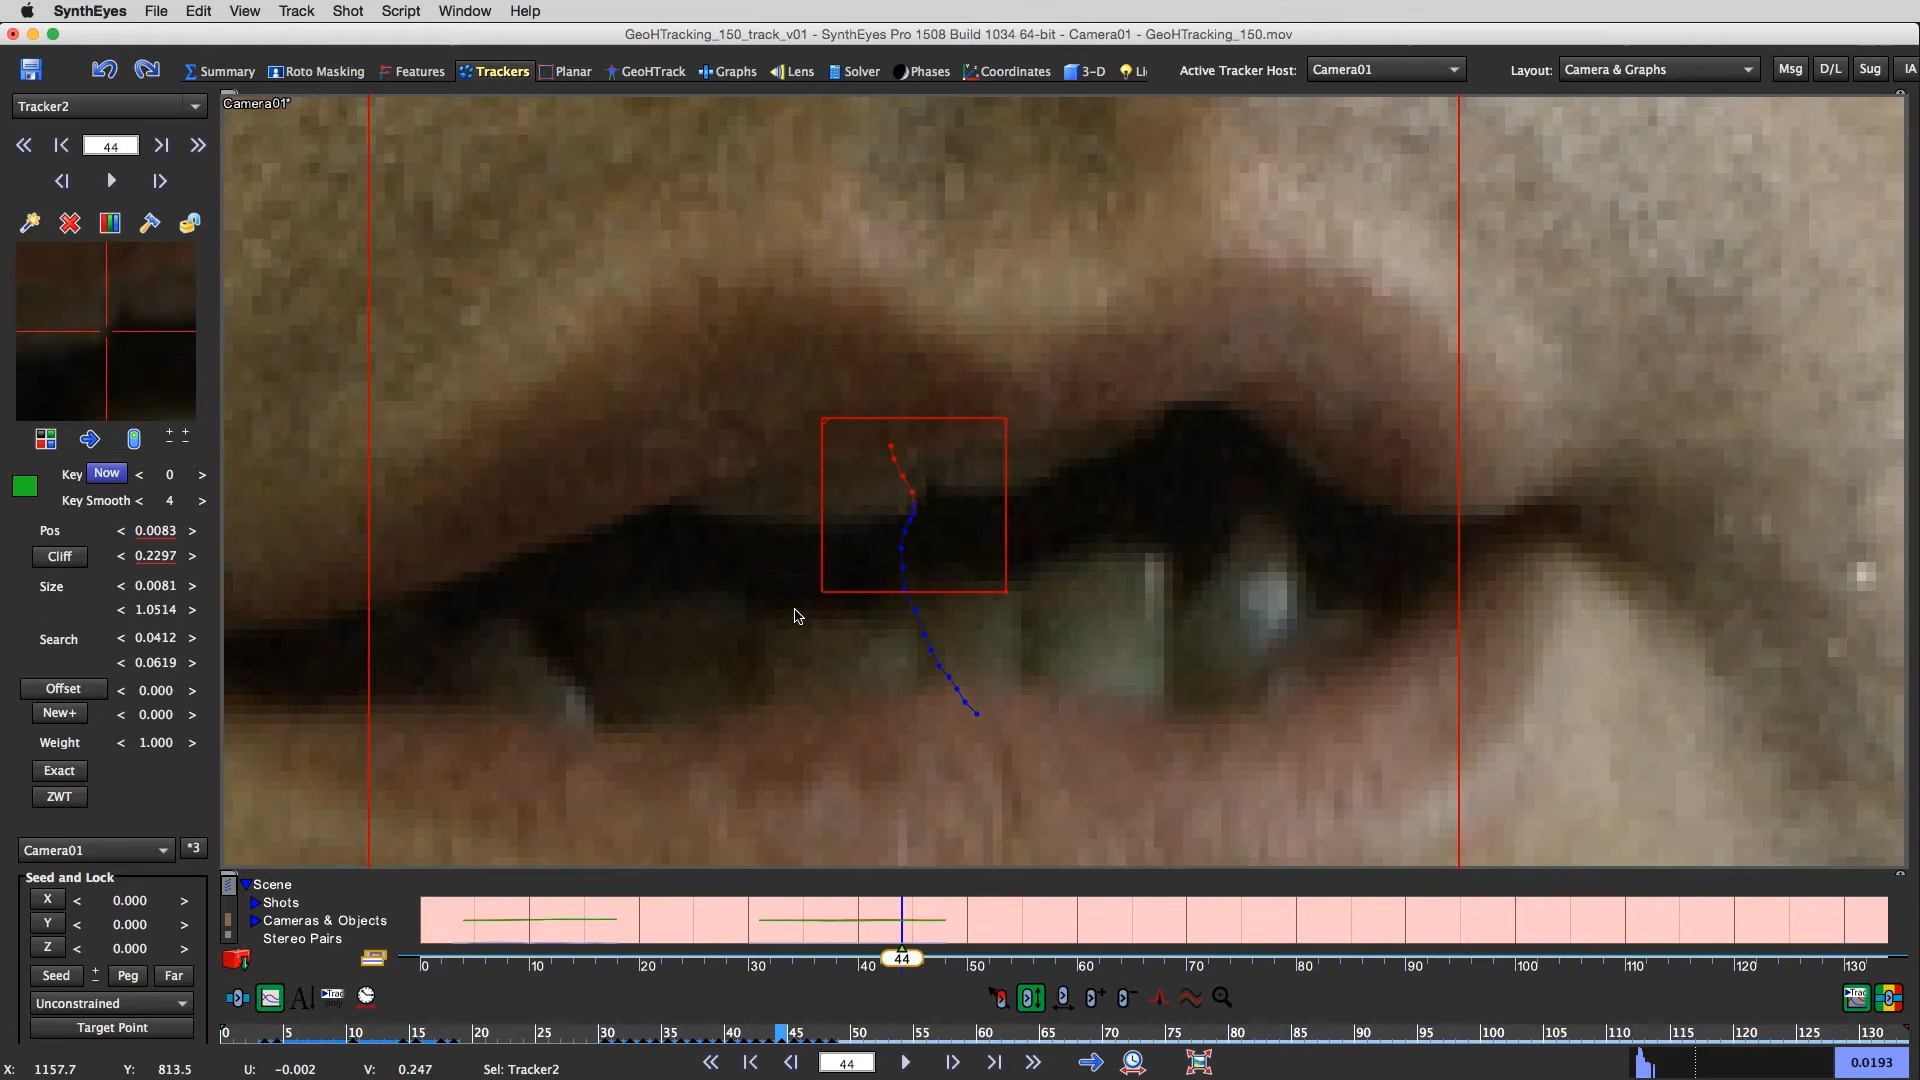 SynthEyes File Edit View Track Shot Script Window Help
GeoHTracking_150_track_v01 - SynthEyes Pro 1508 Build 1034 64-bit - Camera01 - GeoHTracking_150.mov
Summary Roto Masking Features Trackers Planar GeoHTrack Graphs Lens Solver Phases Coordinates 3-D Li Active Tracker Host: Camera01 Layout: Camera & Graphs Msg D/L Sug IA
Tracker2
Camera01*
44
Key Now < 0 >
Key Smooth < 4 >
Pos < 0.0083 >
Cliff < 0.2297 >
Size < 0.0081 >
< 1.0514 >
Search < 0.0412 >
< 0.0619 >
Offset < 0.000 >
New+ < 0.000 >
Weight < 1.000 >
Exact
ZWT
Camera01 *3
Seed and Lock
X < 0.000 >
Y < 0.000 >
Z < 0.000 >
Seed Peg Far
Unconstrained
Target Point
Scene
Shots
Cameras & Objects
Stereo Pairs
0 10 20 30 40 44 50 60 70 80 90 100 110 120 130
0 5 10 15 20 25 30 35 40 45 50 55 60 65 70 75 80 85 90 95 100 105 110 115 120 125 130
44
0.0193
X: 1157.7 Y: 813.5 U: -0.002 V: 0.247 Sel: Tracker2